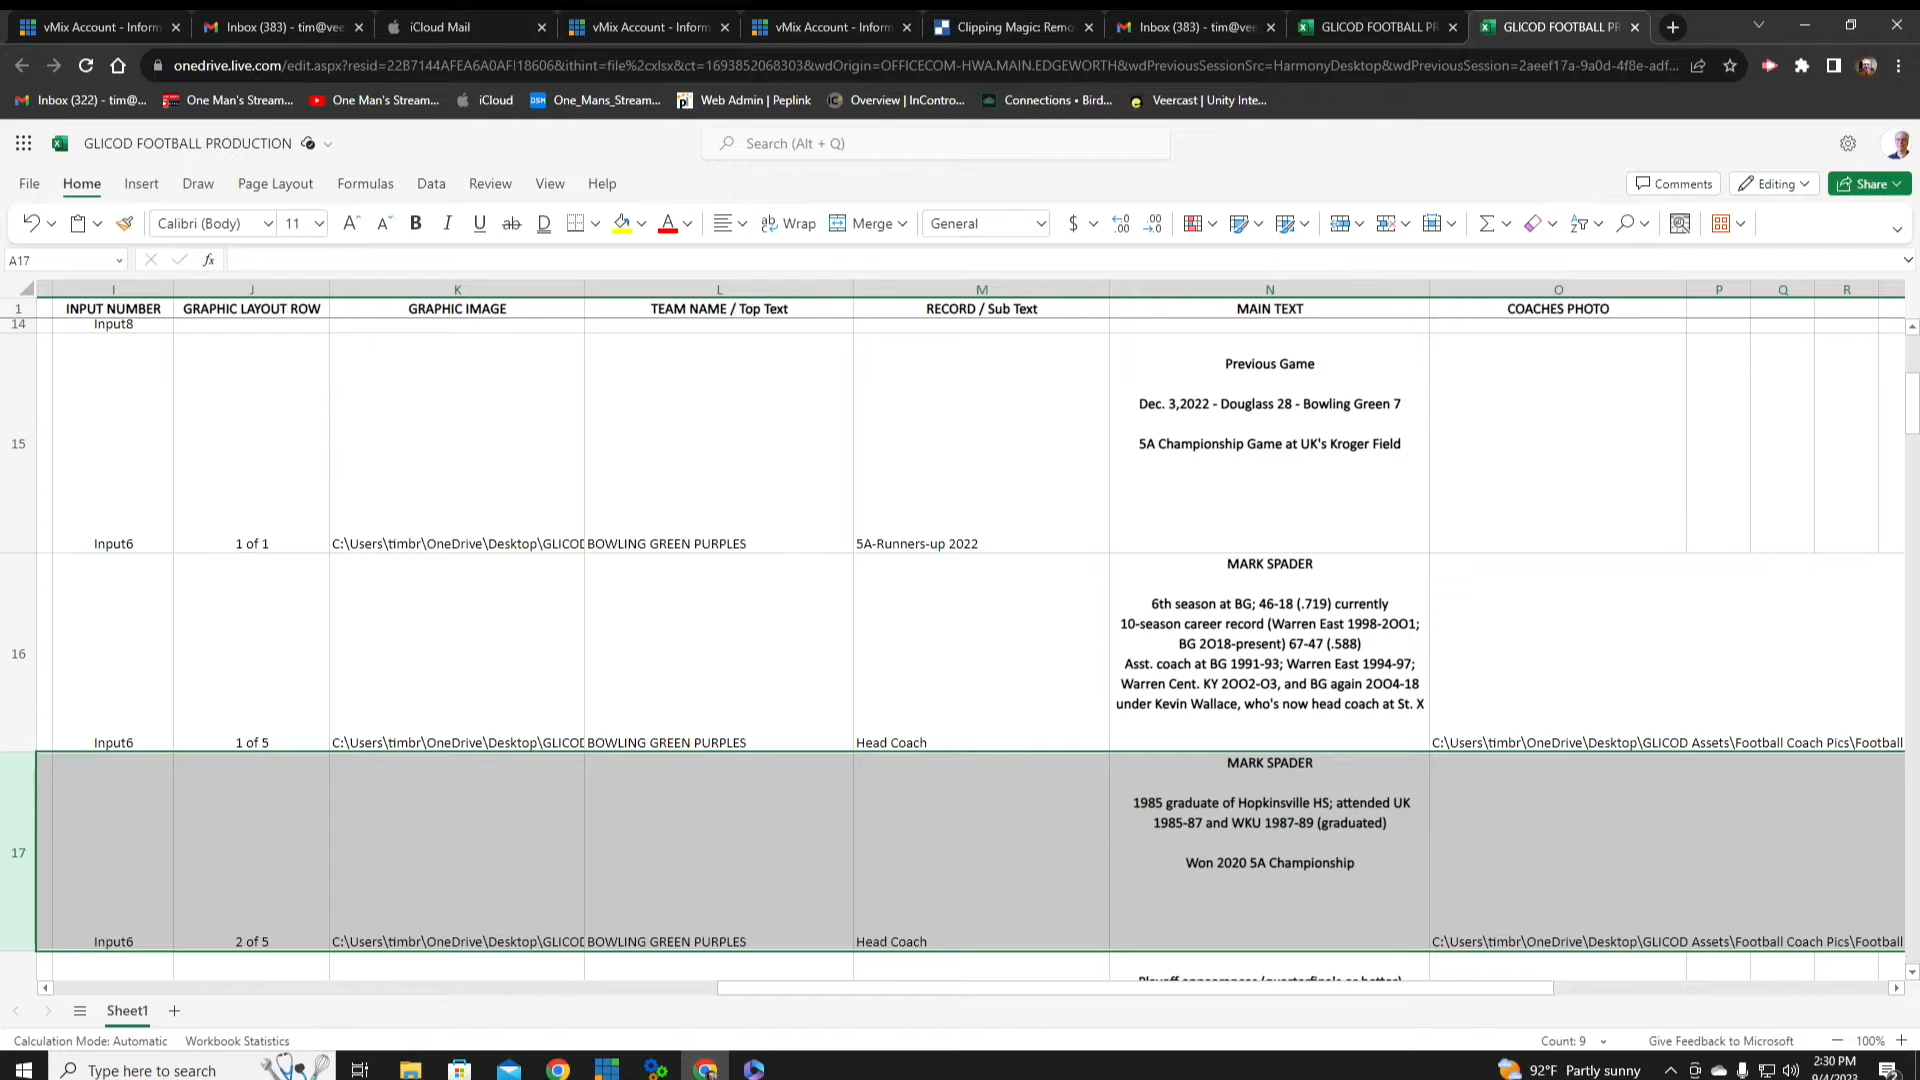 vMix Account - Inform
Inbox (383) - tim@vee
iCloud Mail
vMix Account - Inform
vMix Account - Inform
Clipping Magic: Remo
Inbox (383) - tim@vee
GLICOD FOOTBALL PR
GLICOD FOOTBALL PR
onedrive.live.com/edit.aspx?resid=22B7144AFEA6A0AF!18606&ithint=file%2cxlsx&ct=1693852068303&wdOrigin=OFFICECOM-HWA.MAIN.EDGEWORTH&wdPreviousSessionSrc=HarmonyDesktop&wdPreviousSession=2aeef17a-9a0d-4f8e-adf...
Inbox (322) - tim@...
One Man's Stream...
One Man's Stream...
iCloud
DSM One_Mans_Stream...
Web Admin | Peplink
Overview | InContro...
Connections • Bird...
Veercast | Unity Inte...
GLICOD FOOTBALL PRODUCTION
Search (Alt + Q)
File Home Insert Draw Page Layout Formulas Data Review View Help
Comments Editing Share
Calibri (Body) 11 Wrap Merge General
A17 fx
I J K L M N O P Q R
1 INPUT NUMBER GRAPHIC LAYOUT ROW GRAPHIC IMAGE TEAM NAME / Top Text RECORD / Sub Text MAIN TEXT COACHES PHOTO
14 Input8
Previous Game
Dec. 3,2022 - Douglass 28 - Bowling Green 7
15 5A Championship Game at UK's Kroger Field
Input6 1 of 1 C:\Users\timbr\OneDrive\Desktop\GLICOD BOWLING GREEN PURPLES 5A-Runners-up 2022
MARK SPADER
6th season at BG; 46-18 (.719) currently
10-season career record (Warren East 1998-2OO1;
BG 2O18-present) 67-47 (.588)
16
Asst. coach at BG 1991-93; Warren East 1994-97;
Warren Cent. KY 2OO2-O3, and BG again 2OO4-18
under Kevin Wallace, who's now head coach at St. X
Input6 1 of 5 C:\Users\timbr\OneDrive\Desktop\GLICOD BOWLING GREEN PURPLES Head Coach C:\Users\timbr\OneDrive\Desktop\GLICOD Assets\Football Coach Pics\Football
MARK SPADER
1985 graduate of Hopkinsville HS; attended UK
1985-87 and WKU 1987-89 (graduated)
17
Won 2020 5A Championship
Input6 2 of 5 C:\Users\timbr\OneDrive\Desktop\GLICOD BOWLING GREEN PURPLES Head Coach C:\Users\timbr\OneDrive\Desktop\GLICOD Assets\Football Coach Pics\Football
Playoff appearances (quarterfinals or better)
Sheet1
Calculation Mode: Automatic Workbook Statistics Count: 9 Give Feedback to Microsoft 100%
Type here to search
92°F Partly sunny
2:30 PM
9/4/2023